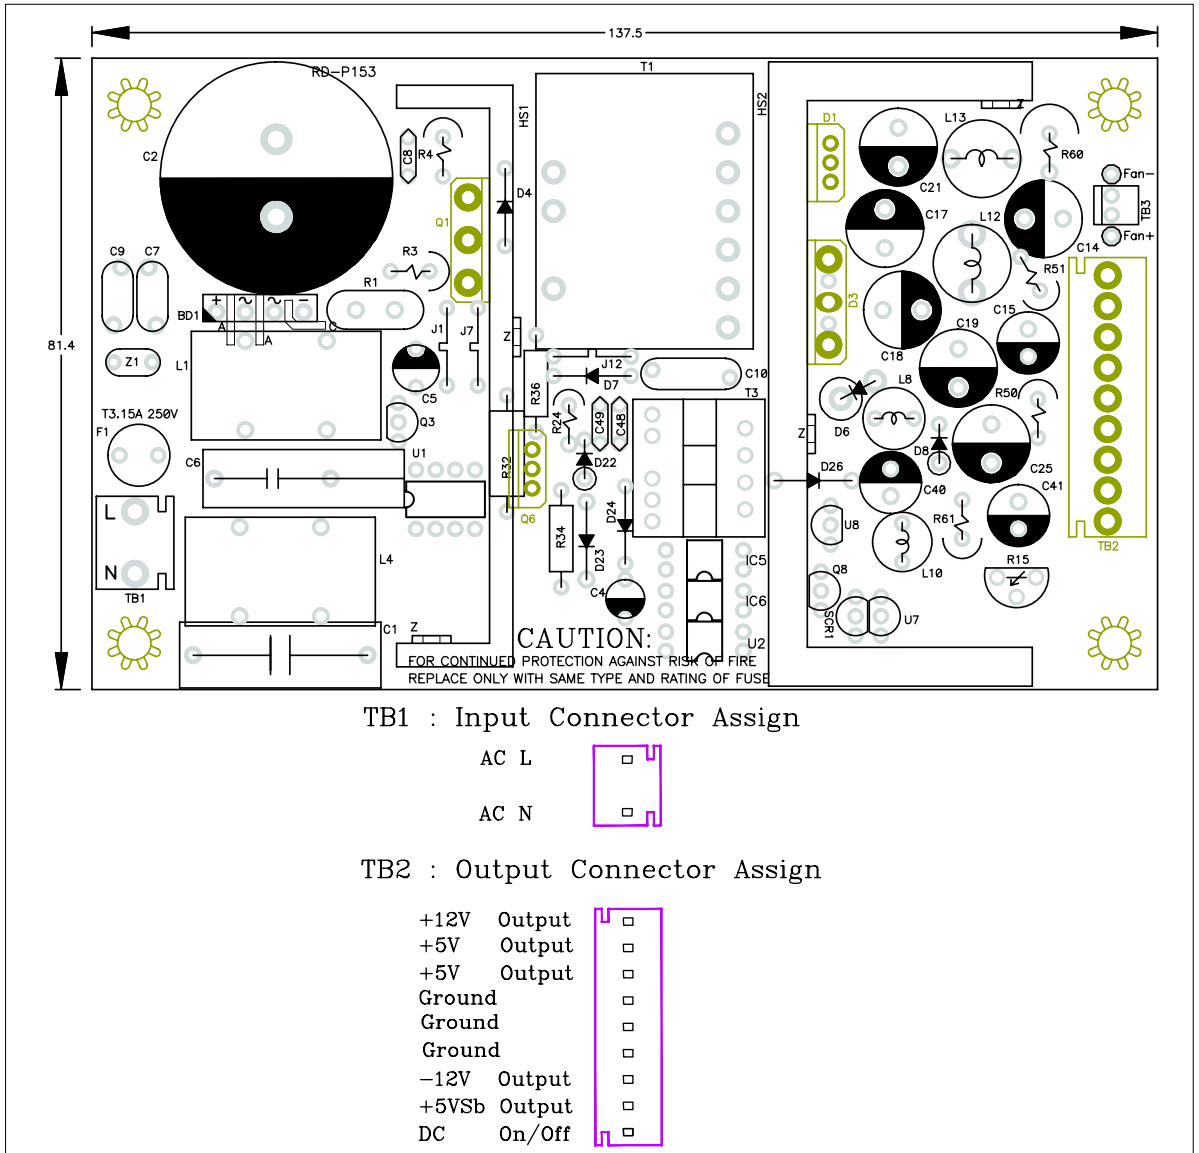 137.5
RD-P153
T1
HS1
HS2
D1
L13
Z
C2
C8
R4
R60
C21
Fan-
D4
TB3
Q1
C17
L12
Fan+
C9
C7
R3
C14
R51
R1
BD1
+
~
~
-
A
A
C
D3
C15
C19
81.4
J1
J7
Z
C18
Z1
L1
C5
J12
C10
D7
R36
L8
R50
T3.15A 250V
F1
Q3
R24
C49
C48
T3
D6
Z
D8
C6
U1
R32
D22
D26
C25
C40
C41
L
Q6
D24
U8
R61
R34
TB2
N
L4
D23
IC5
L10
R15
TB1
C4
Q8
IC6
SCR1
U7
C1
Z
U2
CAUTION:
FOR CONTINUED PROTECTION AGAINST RISK OF FIRE
REPLACE ONLY WITH SAME TYPE AND RATING OF FUSE
TB1 : Input Connector Assign
AC L
AC N
TB2 : Output Connector Assign
+12V Output
+5V Output
+5V Output
Ground
Ground
Ground
-12V Output
+5VSb Output
DC On/Off